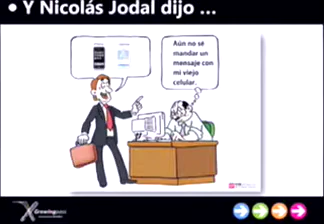 • Y Nicolás Jodal dijo ...
Aún no sé
mandar un
mensaje con
mi viejo
celular.